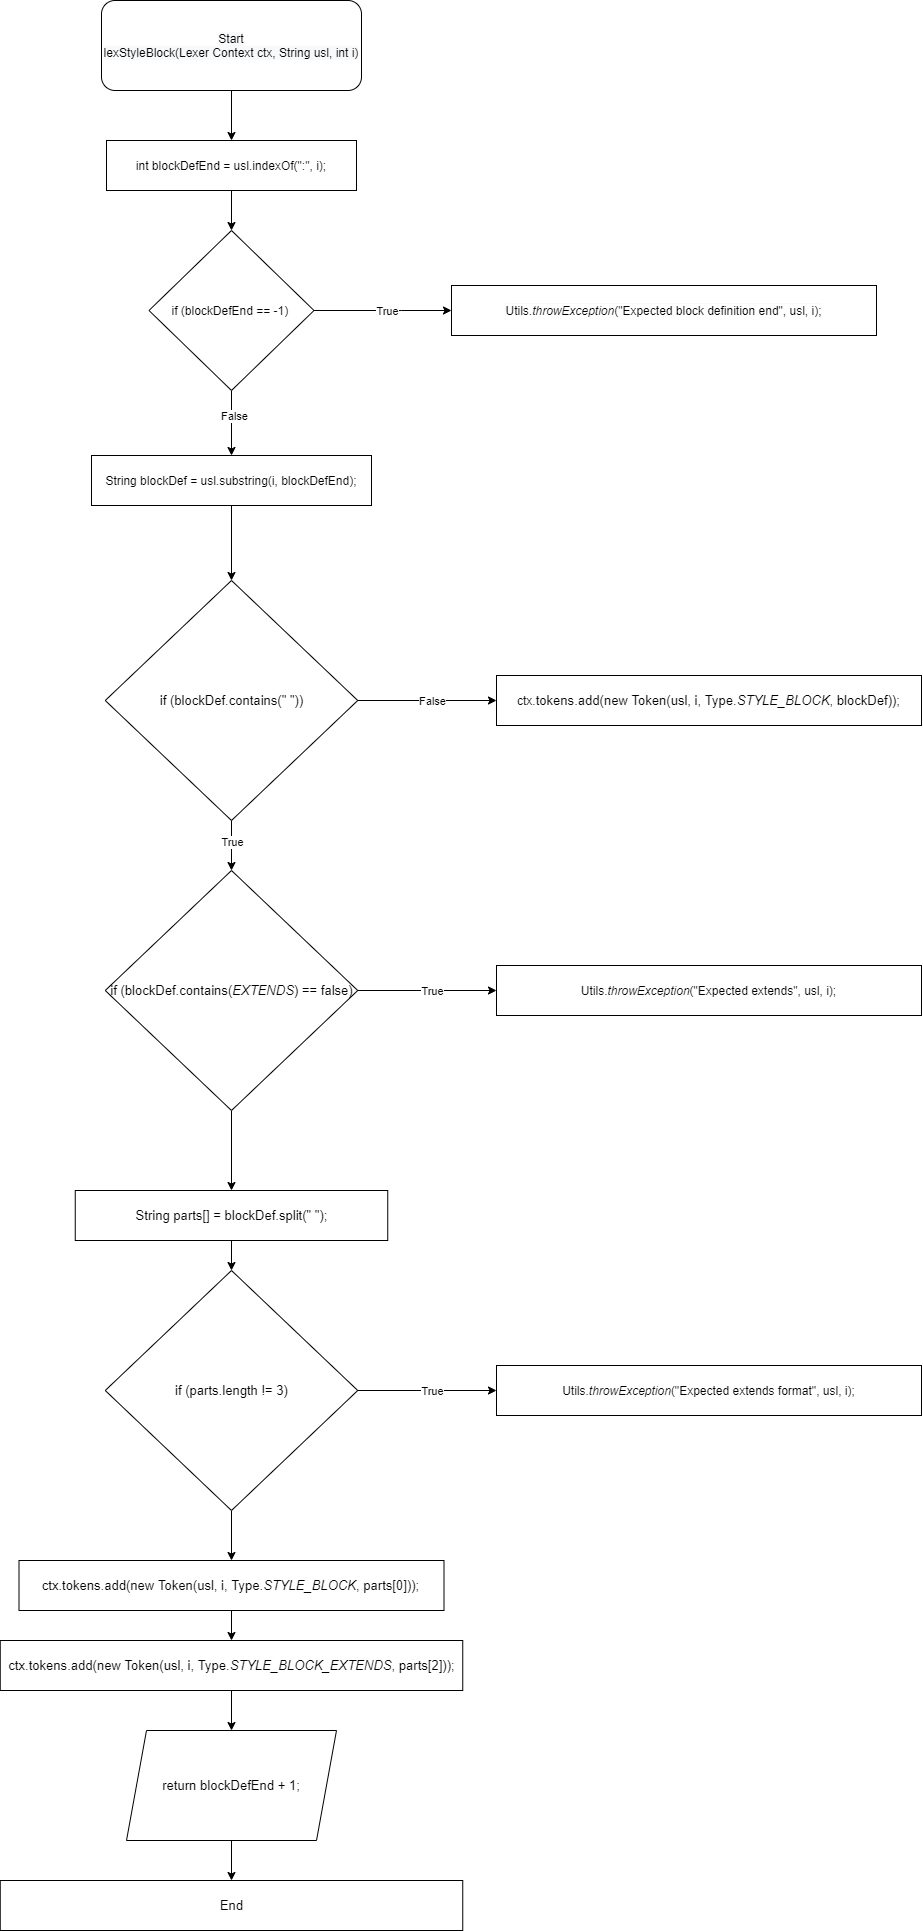 Start
lexStyleBlock(Lexer Context ctx, String usl, int i)
int blockDefEnd = usl.indexOf(":", i);
if (blockDefEnd == -1)
True
Utils.throwException("Expected block definition end", usl, i);
False
String blockDef = usl.substring(i, blockDefEnd);
if (blockDef.contains(" "))
False
ctx.tokens.add(new Token(usl, i, Type.STYLE_BLOCK, blockDef));
True
if (blockDef.contains(EXTENDS) == false)
True
Utils.throwException("Expected extends", usl, i);
String parts[] = blockDef.split(" ");
if (parts.length != 3)
True
Utils.throwException("Expected extends format", usl, i);
ctx.tokens.add(new Token(usl, i, Type.STYLE_BLOCK, parts[0]));
ctx.tokens.add(new Token(usl, i, Type.STYLE_BLOCK_EXTENDS, parts[2]));
return blockDefEnd + 1;
End